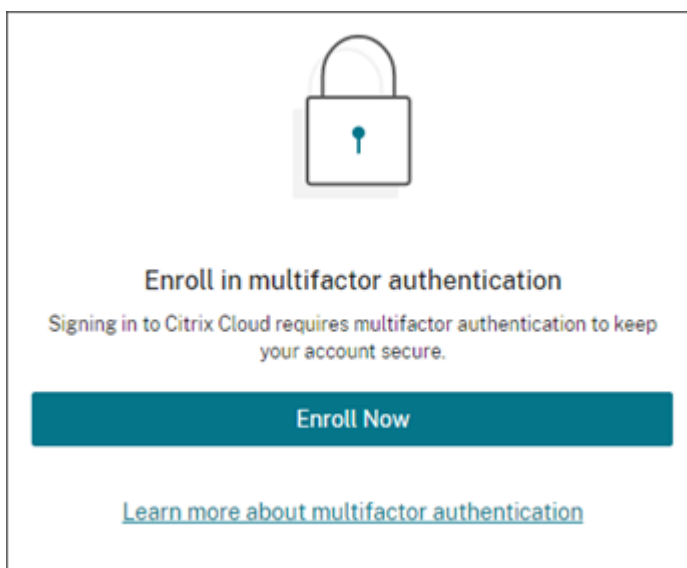 Enroll in multifactor authentication
Signing in to Citrix Cloud requires multifactor authentication to keep
your account secure.
Enroll Now
Learn more about multifactor authentication